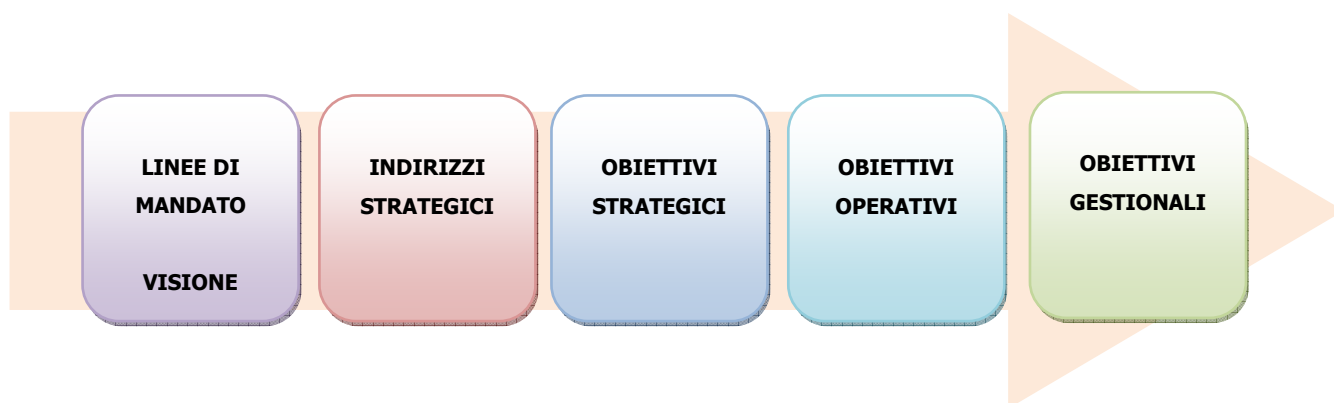 LINEE DI
MANDATO
VISIONE
INDIRIZZI
STRATEGICI
OBIETTIVI
STRATEGICI
OBIETTIVI
OPERATIVI
OBIETTIVI
GESTIONALI